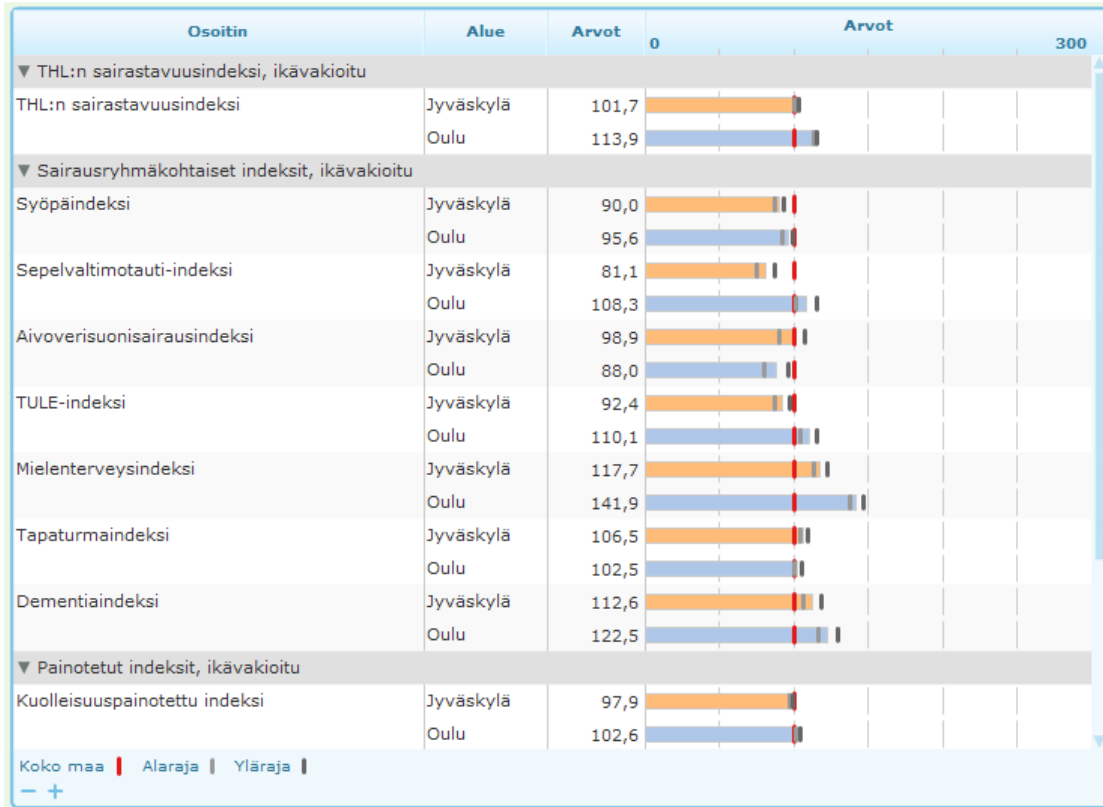 Osoitin Alue Arvot Arvot
0 300
▼ THL:n sairastavuusindeksi, ikävakioitu
THL:n sairastavuusindeksi Jyväskylä 101,7
Oulu 113,9
▼ Sairausryhmäkohtaiset indeksit, ikävakioitu
Syöpäindeksi Jyväskylä 90,0
Oulu 95,6
Sepelvaltimotauti-indeksi Jyväskylä 81,1
Oulu 108,3
Aivoverisuonisairausindeksi Jyväskylä 98,9
Oulu 88,0
TULE-indeksi Jyväskylä 92,4
Oulu 110,1
Mielenterveysindeksi Jyväskylä 117,7
Oulu 141,9
Tapaturmaindeksi Jyväskylä 106,5
Oulu 102,5
Dementiaindeksi Jyväskylä 112,6
Oulu 122,5
▼ Painotetut indeksit, ikävakioitu
Kuolleisuuspainotettu indeksi Jyväskylä 97,9
Oulu 102,6
Koko maa Alaraja Yläraja
− +